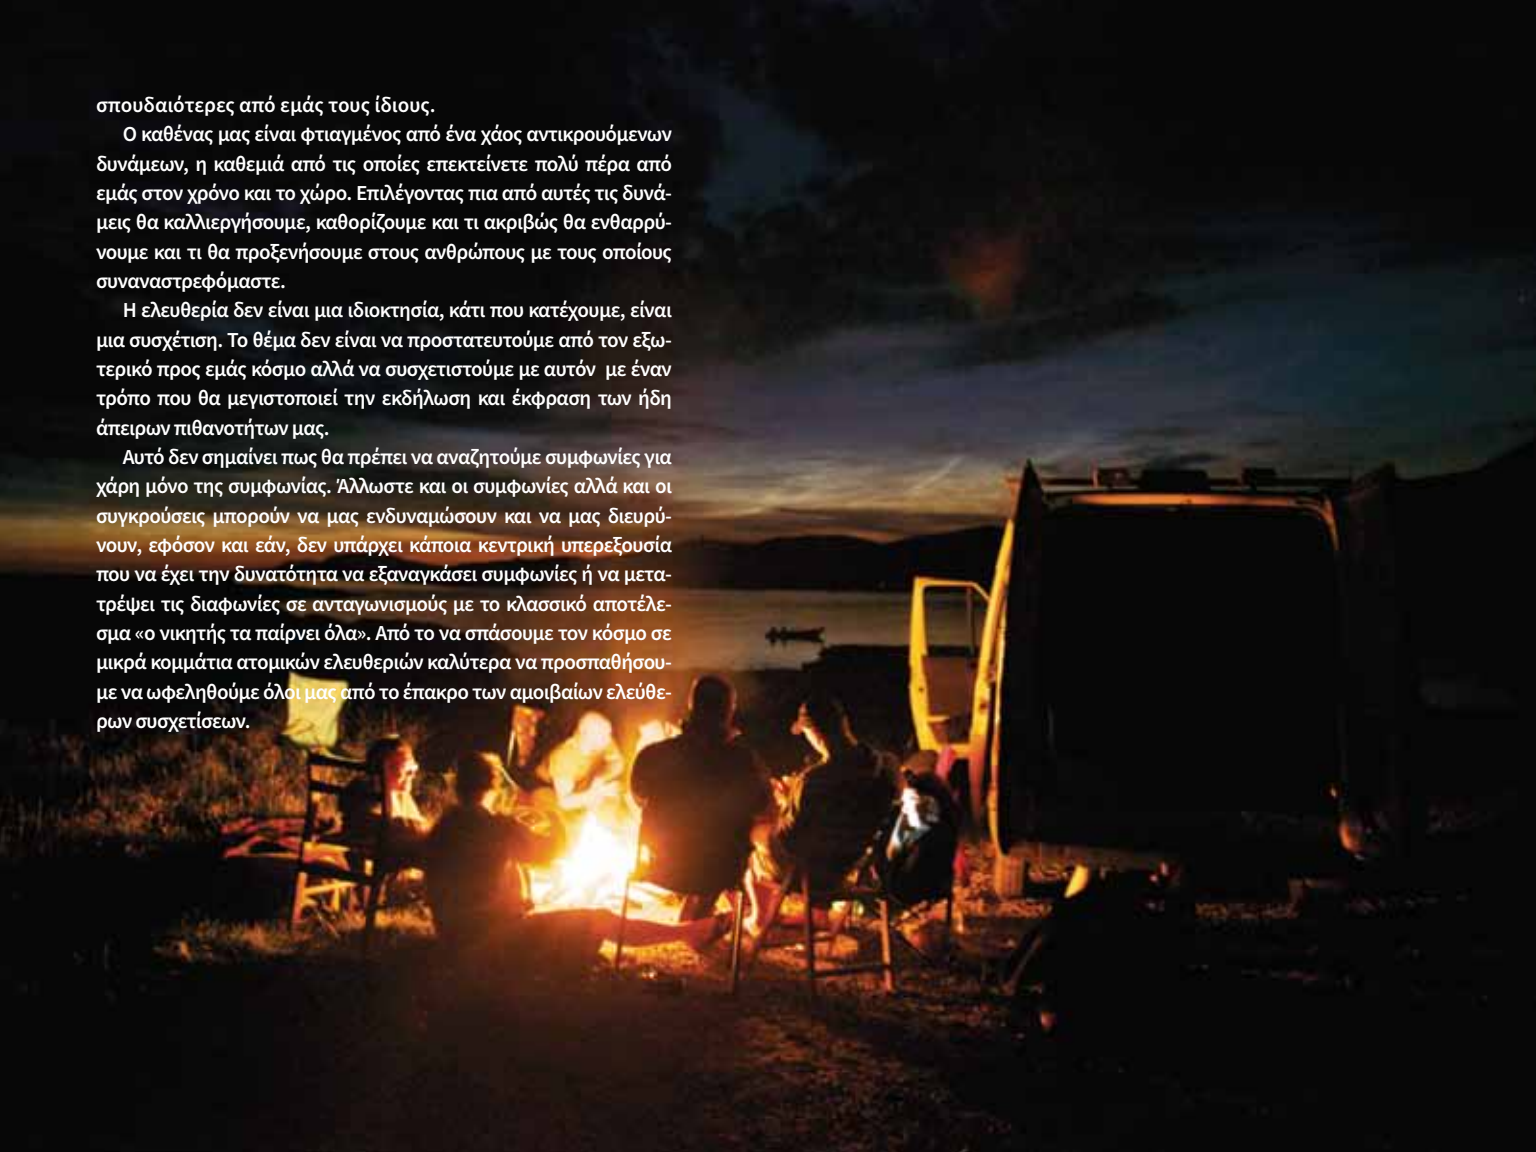 σπουδαιότερες από εμάς τους ίδιους.
Ο καθένας μας είναι φτιαγμένος από ένα χάος αντικρουόμενων
δυνάμεων, η καθεμιά από τις οποίες επεκτείνετε πολύ πέρα από
εμάς στον χρόνο και το χώρο. Επιλέγοντας πια από αυτές τις δυνά-
μεις θα καλλιεργήσουμε, καθορίζουμε και τι ακριβώς θα ενθαρρύ-
νουμε και τι θα προξενήσουμε στους ανθρώπους με τους οποίους
συναναστρεφόμαστε.
Η ελευθερία δεν είναι μια ιδιοκτησία, κάτι που κατέχουμε, είναι
μια συσχέτιση. Το θέμα δεν είναι να προστατευτούμε από τον εξω-
τερικό προς εμάς κόσμο αλλά να συσχετιστούμε με αυτόν  με έναν
τρόπο που θα μεγιστοποιεί την εκδήλωση και έκφραση των ήδη
άπειρων πιθανοτήτων μας.
Αυτό δεν σημαίνει πως θα πρέπει να αναζητούμε συμφωνίες για
χάρη μόνο της συμφωνίας. Άλλωστε και οι συμφωνίες αλλά και οι
συγκρούσεις μπορούν να μας ενδυναμώσουν και να μας διευρύ-
νουν, εφόσον και εάν, δεν υπάρχει κάποια κεντρική υπερεξουσία
που να έχει την δυνατότητα να εξαναγκάσει συμφωνίες ή να μετα-
τρέψει τις διαφωνίες σε ανταγωνισμούς με το κλασσικό αποτέλε-
σμα «ο νικητής τα παίρνει όλα». Από το να σπάσουμε τον κόσμο σε
μικρά κομμάτια ατομικών ελευθεριών καλύτερα να προσπαθήσου-
με να ωφεληθούμε όλοι μας από το έπακρο των αμοιβαίων ελεύθε-
ρων συσχετίσεων.